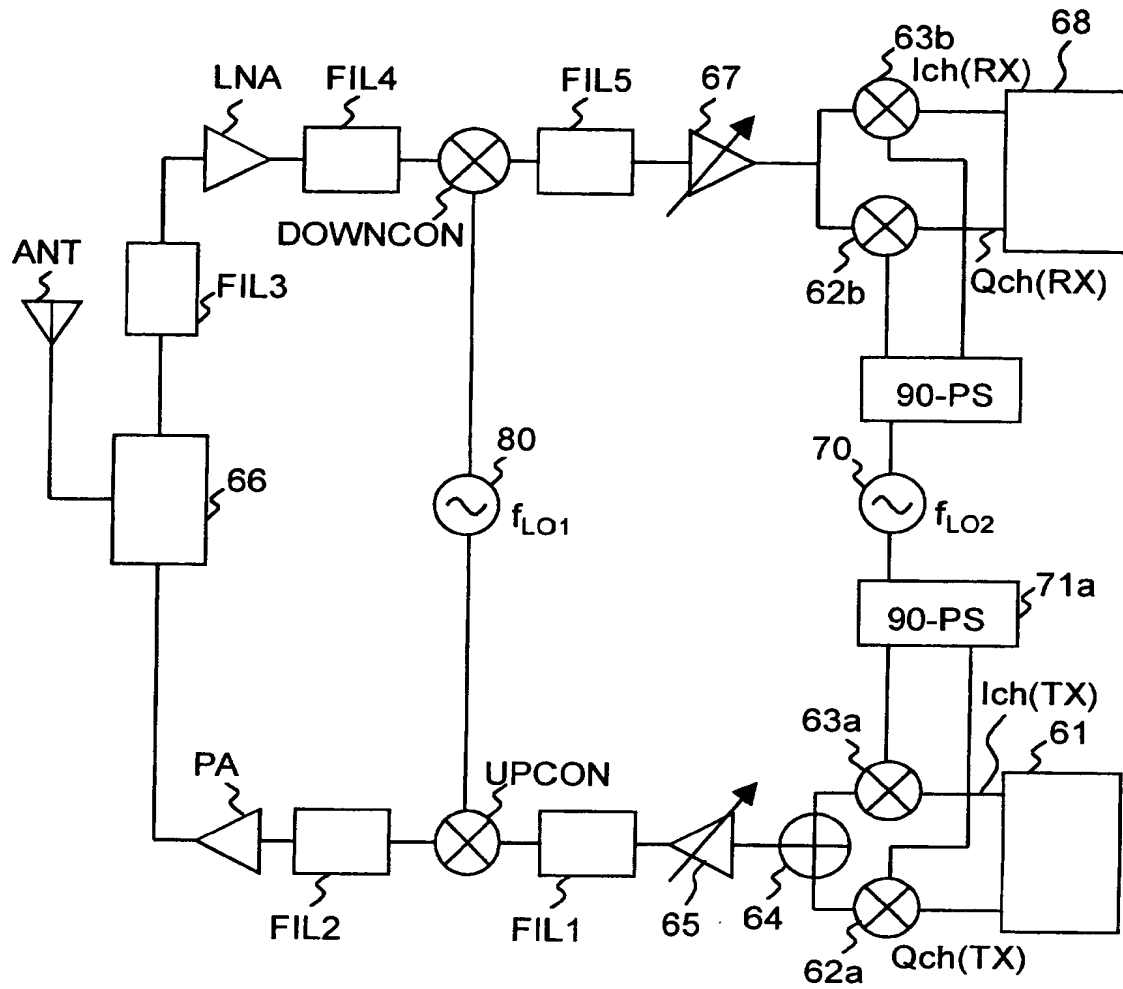 63b
Ich(RX)
68
LNA
FIL4
FIL5
67
DOWNCON
ANT
FIL3
62b
Qch(RX)
90-PS
80
70
66
fLO1
fLO2
71a
90-PS
Ich(TX)
63a
61
PA
UPCON
FIL2
FIL1
65
64
62a
Qch(TX)